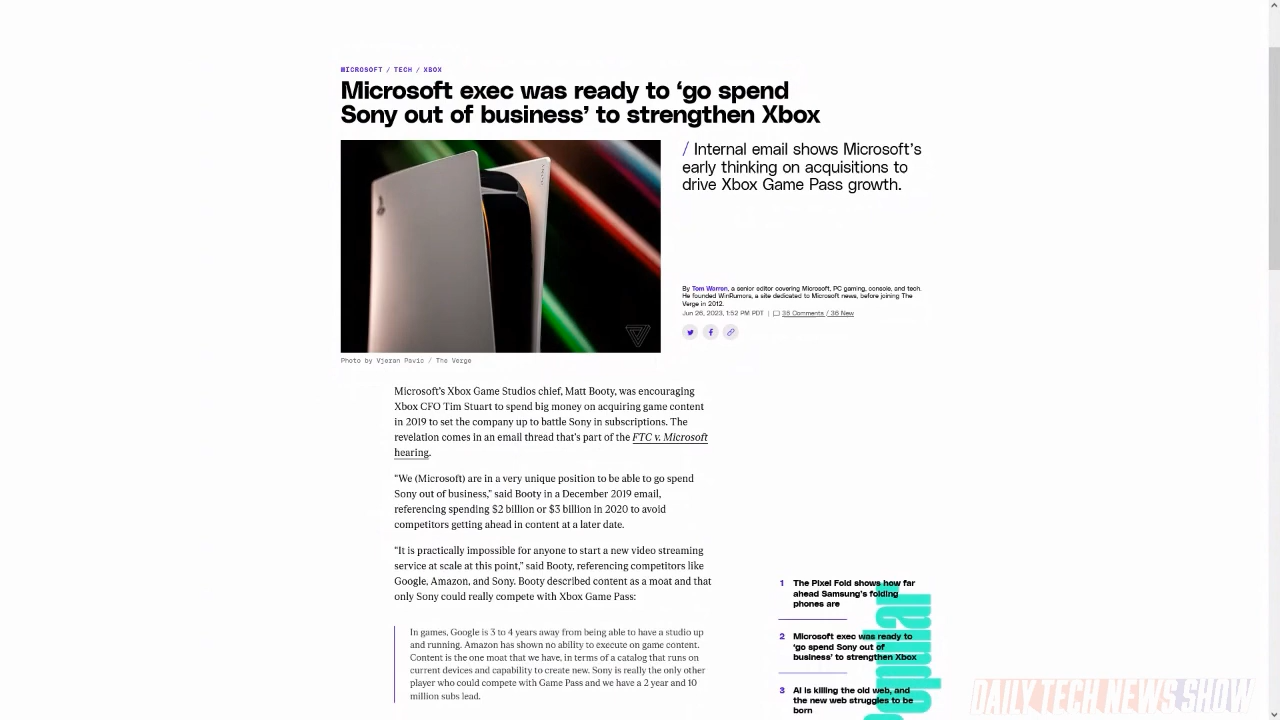 MICROSOFT / TECH / XBOX
Microsoft exec was ready to ‘go spend
Sony out of business’ to strengthen Xbox
/ Internal email shows Microsoft’s
early thinking on acquisitions to
drive Xbox Game Pass growth.
By Tom Warren, a senior editor covering Microsoft, PC gaming, console, and tech.
He founded WinRumors, a site dedicated to Microsoft news, before joining The
Verge in 2012.
Jun 26, 2023, 1:52 PM PDT | 36 Comments / 36 New
Photo by Vjeran Pavic / The Verge
Microsoft’s Xbox Game Studios chief, Matt Booty, was encouraging
Xbox CFO Tim Stuart to spend big money on acquiring game content
in 2019 to set the company up to battle Sony in subscriptions. The
revelation comes in an email thread that’s part of the FTC v. Microsoft
hearing.
“We (Microsoft) are in a very unique position to be able to go spend
Sony out of business,” said Booty in a December 2019 email,
referencing spending $2 billion or $3 billion in 2020 to avoid
competitors getting ahead in content at a later date.
“It is practically impossible for anyone to start a new video streaming
service at scale at this point,” said Booty, referencing competitors like
Google, Amazon, and Sony. Booty described content as a moat and that
only Sony could really compete with Xbox Game Pass:
In games, Google is 3 to 4 years away from being able to have a studio up
and running. Amazon has shown no ability to execute on game content.
Content is the one moat that we have, in terms of a catalog that runs on
current devices and capability to create new. Sony is really the only other
player who could compete with Game Pass and we have a 2 year and 10
million subs lead.
1 The Pixel Fold shows how far
ahead Samsung’s folding
phones are
2 Microsoft exec was ready to
‘go spend Sony out of
business’ to strengthen Xbox
3 AI is killing the old web, and
the new web struggles to be
born
DAILY TECH NEWS SHOW